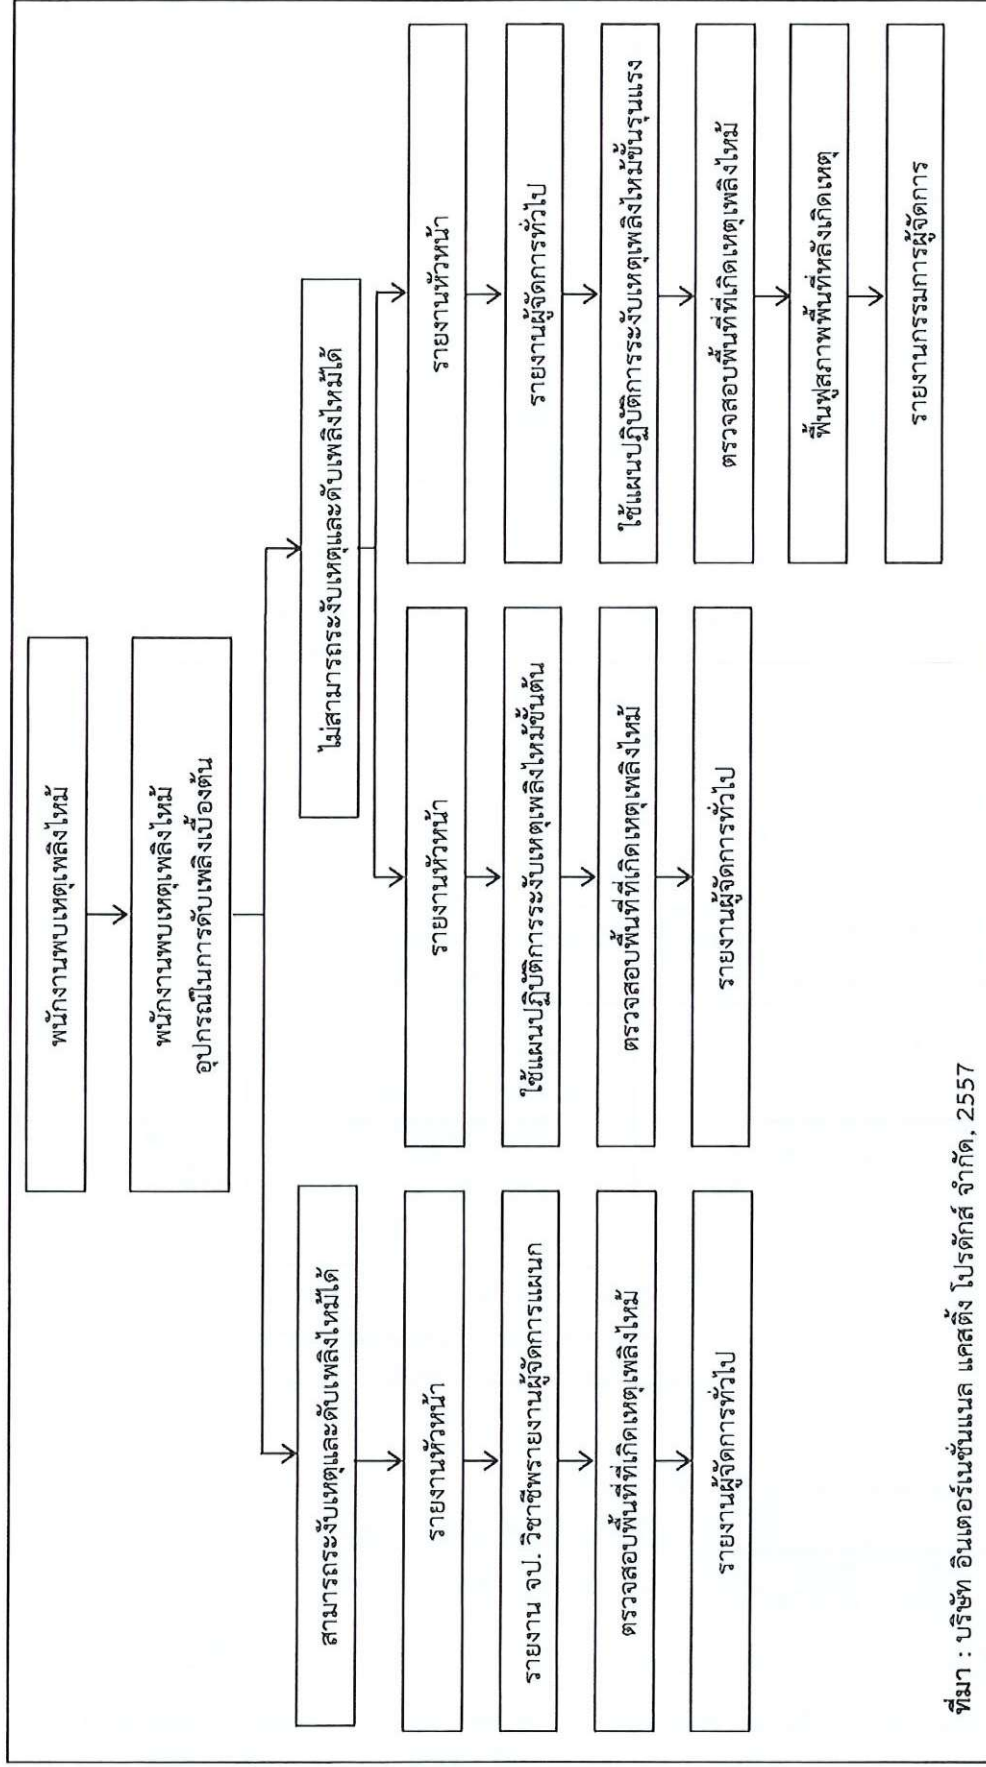 พนักงานพบเหตุเพลิงไหม้
พนักงานพบเหตุเพลิงไหม้
อุปกรณ์ในการดับเพลิงเบื้องต้น
สามารถระงับเหตุและดับเพลิงไหม้ได้
รายงานหัวหน้า
รายงาน จป. วิชาชีพรายงานผู้จัดการแผนก
ตรวจสอบพื้นที่ที่เกิดเหตุเพลิงไหม้
รายงานผู้จัดการทั่วไป
ไม่สามารถระงับเหตุและดับเพลิงไหม้ได้
รายงานหัวหน้า
ใช้แผนปฏิบัติการระงับเหตุเพลิงไหม้ขั้นต้น
ตรวจสอบพื้นที่ที่เกิดเหตุเพลิงไหม้
รายงานผู้จัดการทั่วไป
รายงานหัวหน้า
รายงานผู้จัดการทั่วไป
ใช้แผนปฏิบัติการระงับเหตุเพลิงไหม้ขั้นรุนแรง
ตรวจสอบพื้นที่ที่เกิดเหตุเพลิงไหม้
ฟื้นฟูสภาพพื้นที่หลังเกิดเหตุ
รายงานกรรมการผู้จัดการ
ที่มา : บริษัท อินเตอร์เนชั่นแนล แคสติ้ง โปรดักส์ จำกัด, 2557